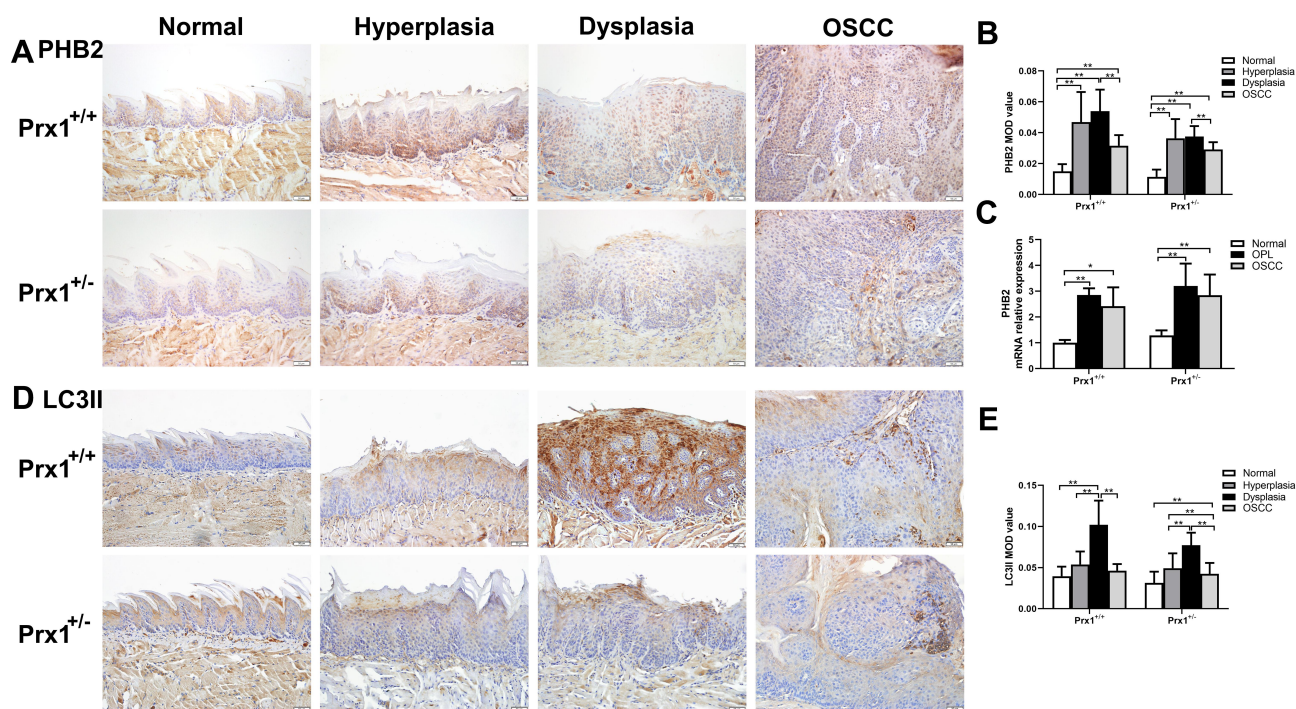 Normal Hyperplasia Dysplasia OSCC
A PHB2
Prx1+/+
Prx1+/-
D LC3II
Prx1+/+
Prx1+/-
B
Normal
Hyperplasia
Dysplasia
OSCC
PHB2 MOD value
0.08
0.06
0.04
0.02
0.00
** ** ** **
** ** ** **
Prx1+/+ Prx1+/-
C
Normal
OPL
OSCC
PHB2
mRNA relative expression
5
4
3
2
1
0
* **
** **
Prx1+/+ Prx1+/-
E
Normal
Hyperplasia
Dysplasia
OSCC
LC3II MOD value
0.15
0.10
0.05
0.00
** ** **
** ** ** **
Prx1+/+ Prx1+/-